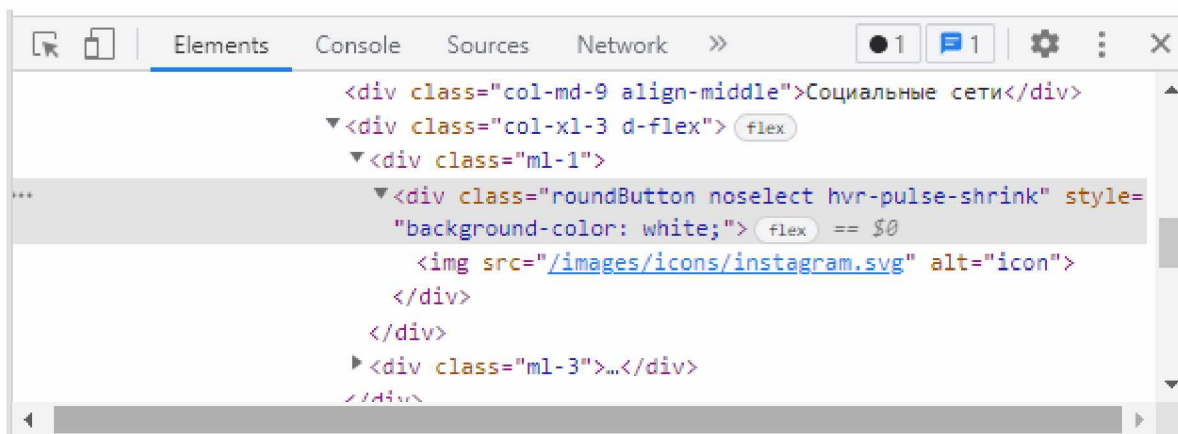 Elements Console Sources Network » 1 1
<div class="col-md-9 align-middle">Социальные сети</div>
▼<div class="col-xl-3 d-flex"> flex
▼<div class="ml-1">
▼<div class="roundButton noselect hvr-pulse-shrink" style=
"background-color: white;"> flex == $0
<img src="/images/icons/instagram.svg" alt="icon">
</div>
</div>
▶<div class="ml-3">…</div>
</div>